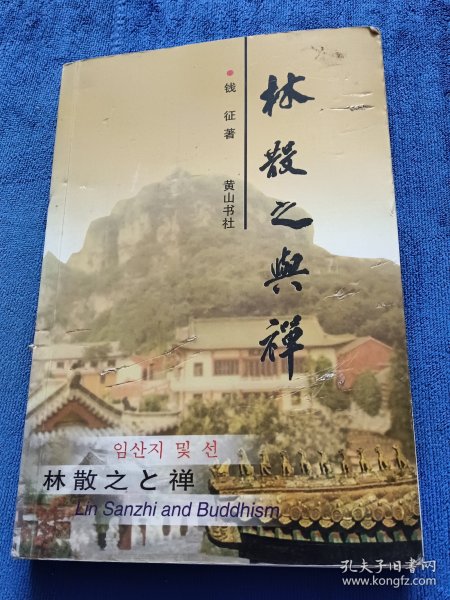 林散之與禪
钱征著
黄山书社
임산지 및 선
林散之と禅
Lin Sanzhi and Buddhism
孔夫子旧书网
www.kongfz.com